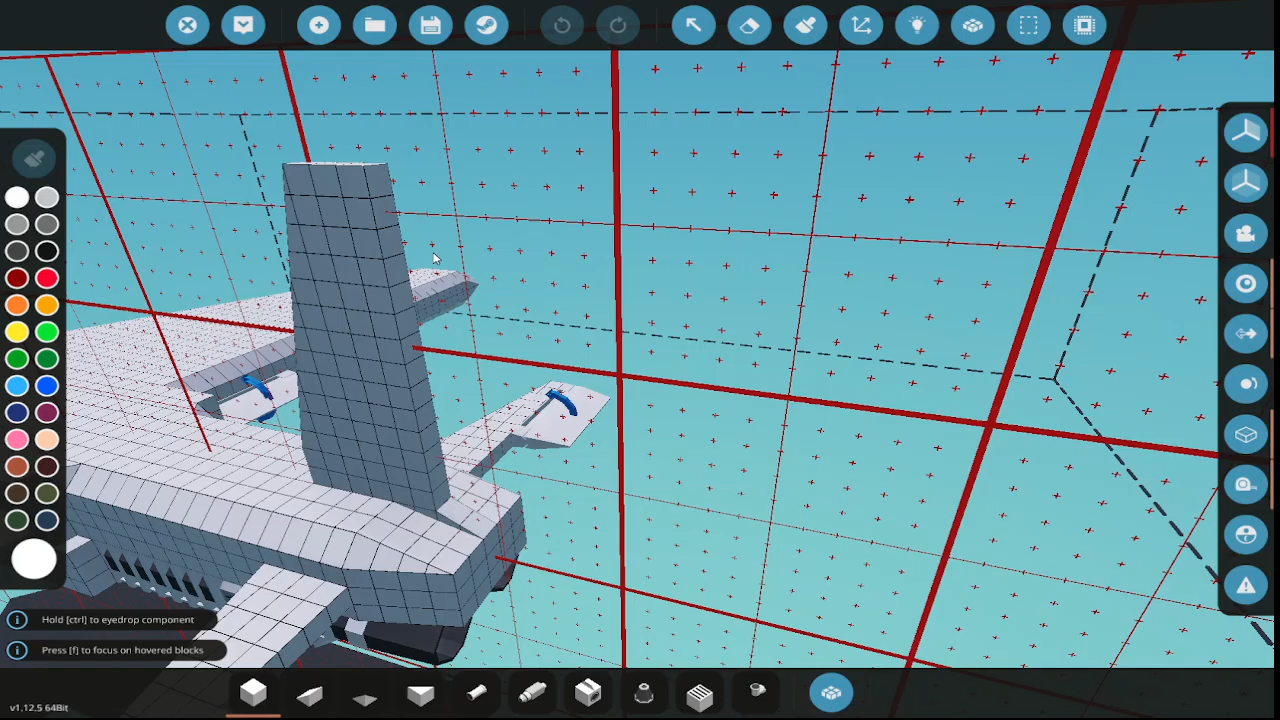 Hold [ctrl] to eyedrop component
Press [f] to focus on hovered blocks
v1.12.5 64Bit